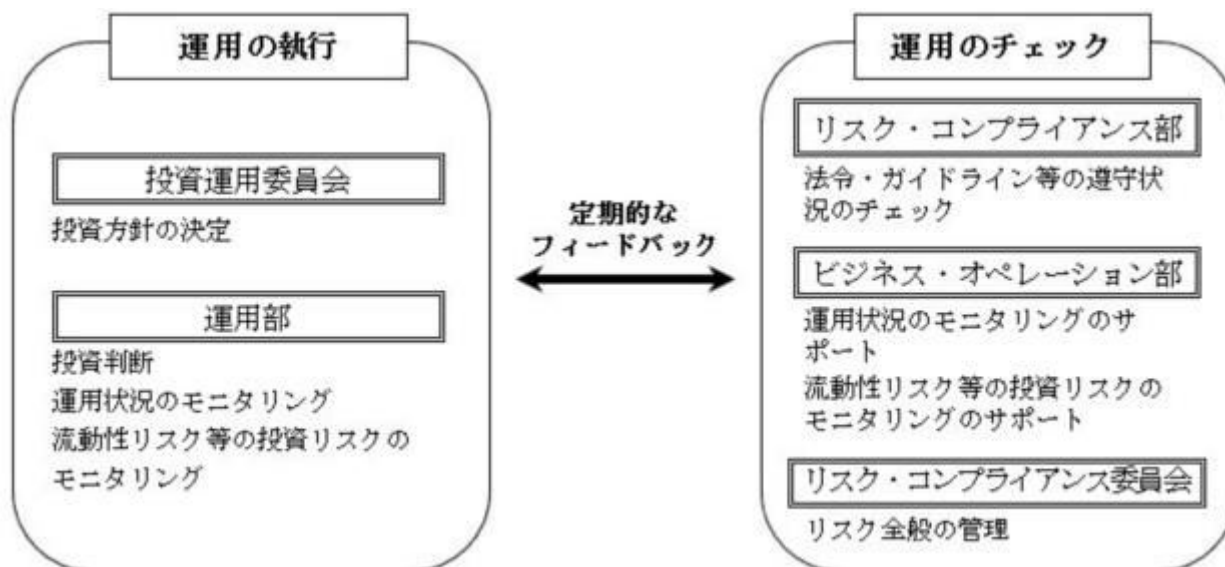 運用の執行
投資運用委員会
投資方針の決定
運用部
投資判断
運用状況のモニタリング
流動性リスク等の投資リスクの
モニタリング
定期的な
フィードバック
運用のチェック
リスク・コンプライアンス部
法令・ガイドライン等の遵守状
況のチェック
ビジネス・オペレーション部
運用状況のモニタリングのサ
ポート
流動性リスク等の投資リスクの
モニタリングのサポート
リスク・コンプライアンス委員会
リスク全般の管理